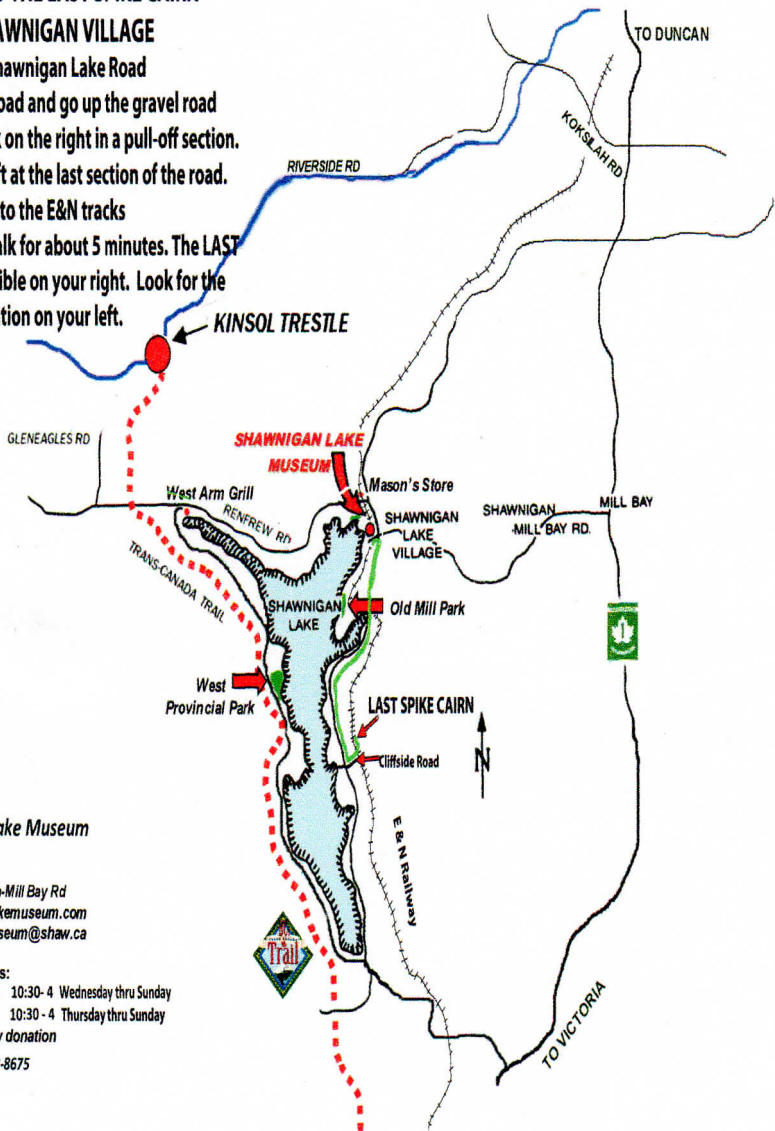 THE LAST SPIKE CAIRN
AWNIGAN VILLAGE
hawnigan Lake Road
oad and go up the gravel road
on the right in a pull-off section.
ft at the last section of the road.
to the E&N tracks
alk for about 5 minutes. The LAST
ible on your right. Look for the
tion on your left.
TO DUNCAN
KOKSILAH RD
RIVERSIDE RD
KINSOL TRESTLE
GLENEAGLES RD
SHAWNIGAN LAKE
MUSEUM
Mason's Store
West Arm Grill
RENFREW RD
SHAWNIGAN
LAKE
VILLAGE
SHAWNIGAN
MILL BAY RD.
MILL BAY
TRANS-CANADA TRAIL
SHAWNIGAN
LAKE
Old Mill Park
1
West
Provincial Park
LAST SPIKE CAIRN
N
Cliffside Road
E & N Railway
Trail
TO VICTORIA
ake Museum
-Mill Bay Rd
kemuseum.com
seum@shaw.ca
s:
10:30- 4 Wednesday thru Sunday
10:30 - 4 Thursday thru Sunday
y donation
-8675